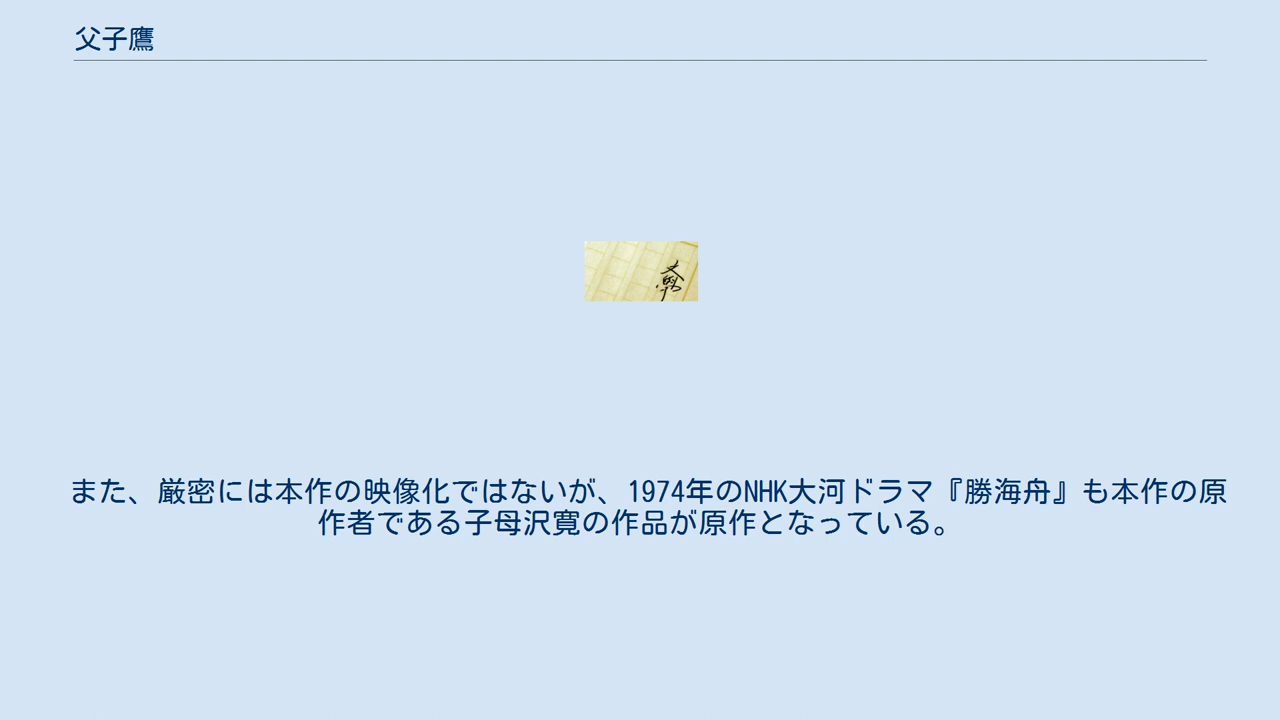 父子鷹
また、厳密には本作の映像化ではないが、1974年のNHK大河ドラマ『勝海舟』も本作の原
作者である子母沢寛の作品が原作となっている。